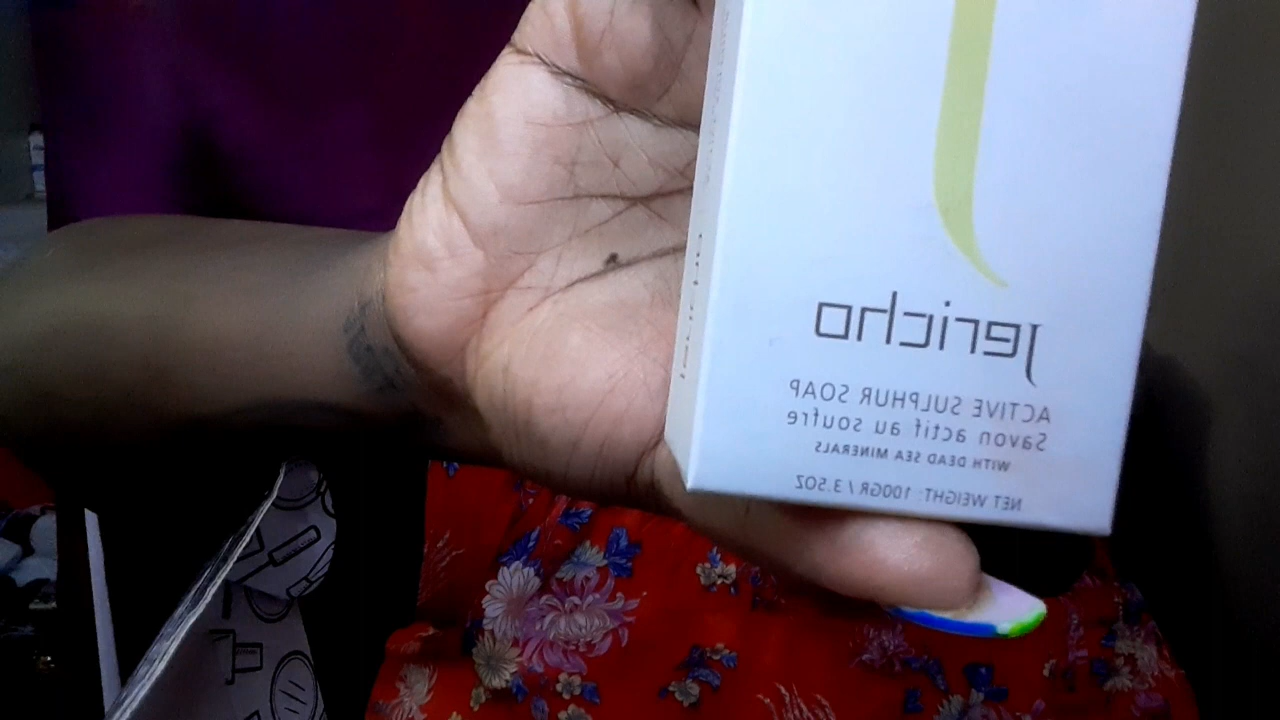 Jericho
ACTIVE SULPHUR SOAP
Savon actif au soufre
WITH DEAD SEA MINERALS
NET WEIGHT: 100GR / 3.5OZ